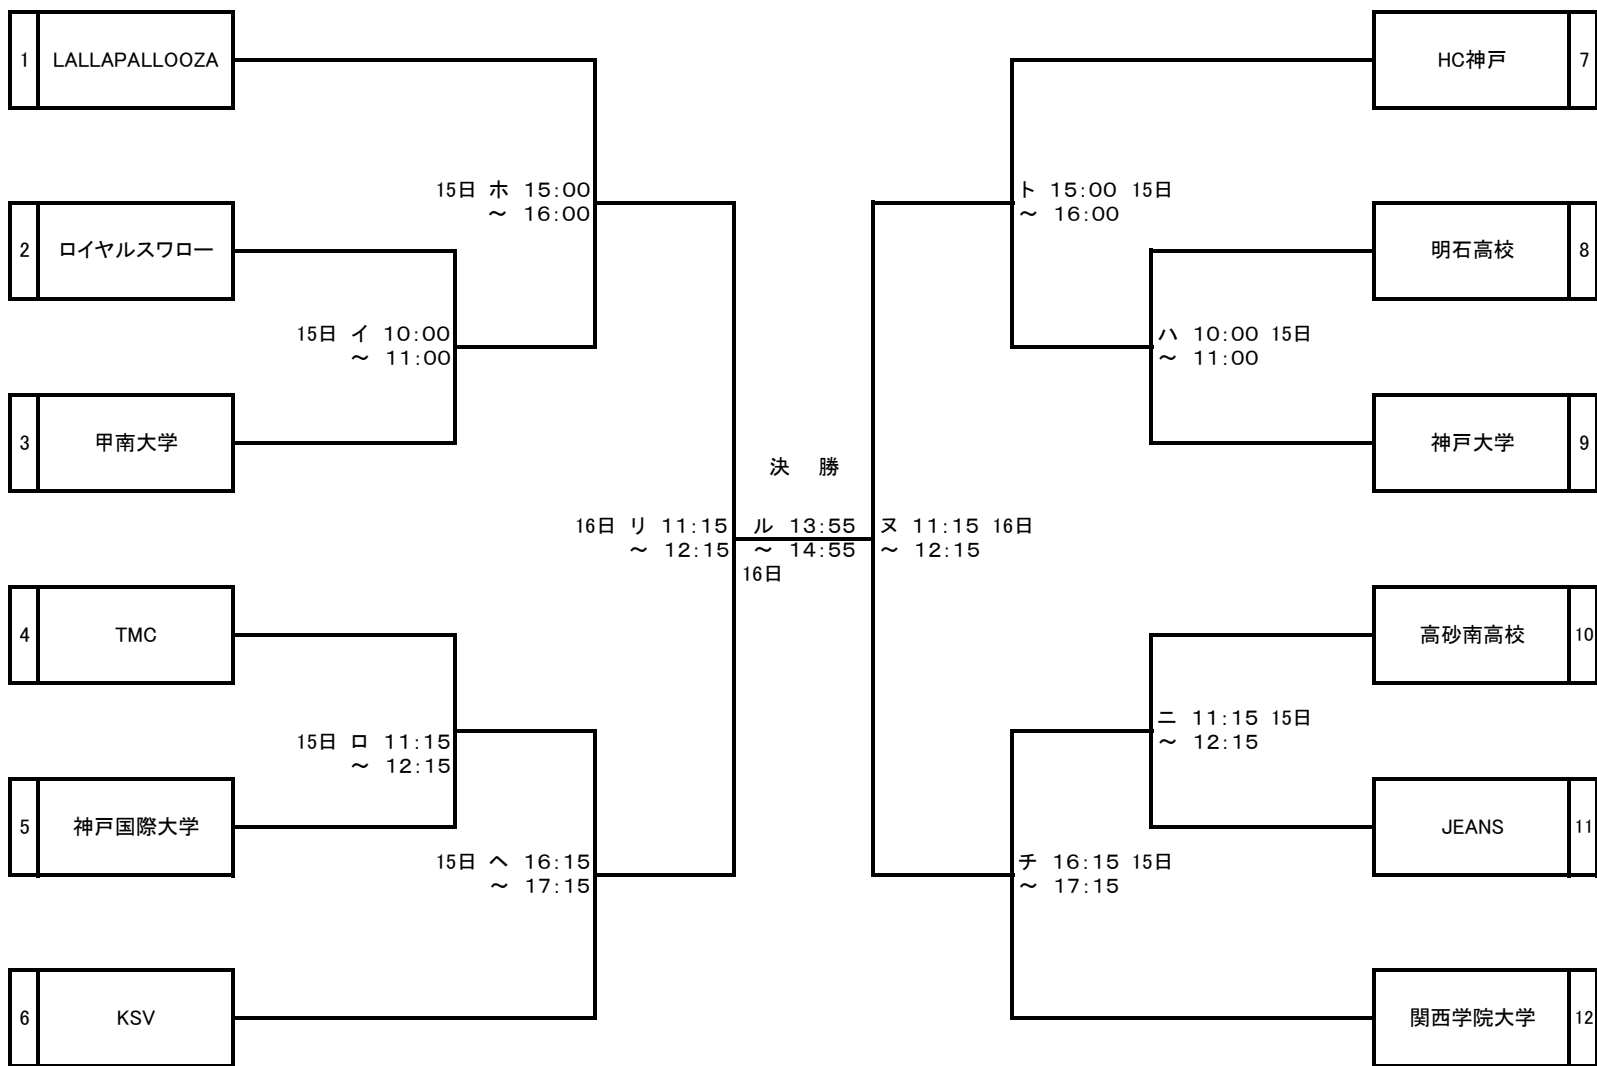 1 LALLAPALLOOZA
HC神戸 7
15日 ホ 15:00
～ 16:00
ト 15:00 15日
～ 16:00
2 ロイヤルスワロー
明石高校 8
15日 イ 10:00
～ 11:00
ハ 10:00 15日
～ 11:00
3 甲南大学
神戸大学 9
決 勝
16日 リ 11:15
～ 12:15
ル 13:55
～ 14:55
16日
ヌ 11:15 16日
～ 12:15
4 TMC
高砂南高校 10
15日 ロ 11:15
～ 12:15
ニ 11:15 15日
～ 12:15
5 神戸国際大学
JEANS 11
15日 ヘ 16:15
～ 17:15
チ 16:15 15日
～ 17:15
6 KSV
関西学院大学 12